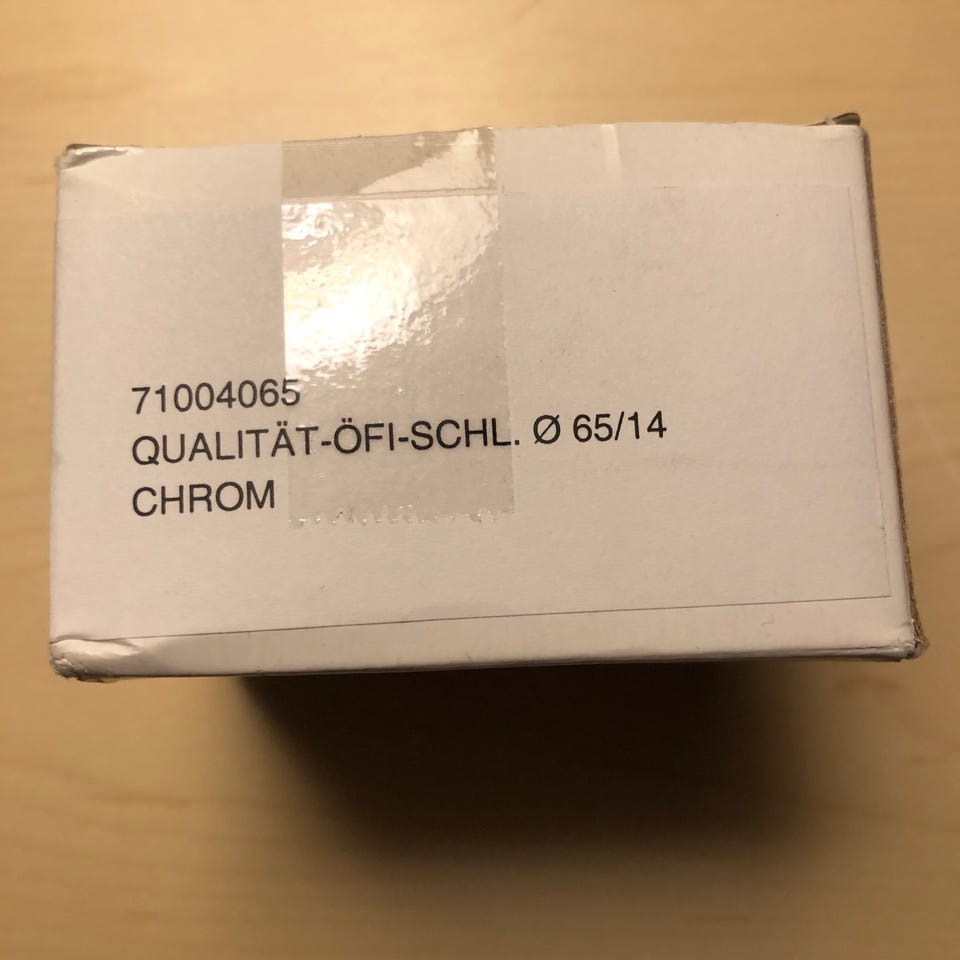 71004065
QUALITÄT-ÖFI-SCHL. Ø 65/14
CHROM